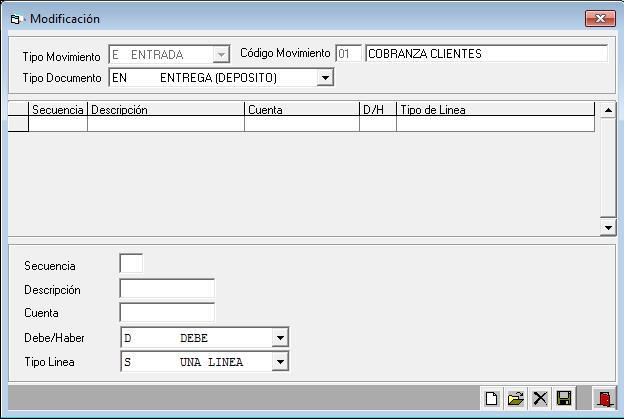 Modificación
Tipo Movimiento E ENTRADA Código Movimiento 01 COBRANZA CLIENTES
Tipo Documento EN ENTREGA (DEPOSITO)
Secuencia Descripción Cuenta D/H Tipo de Linea
Secuencia
Descripción
Cuenta
Debe/Haber D DEBE
Tipo Linea S UNA LINEA